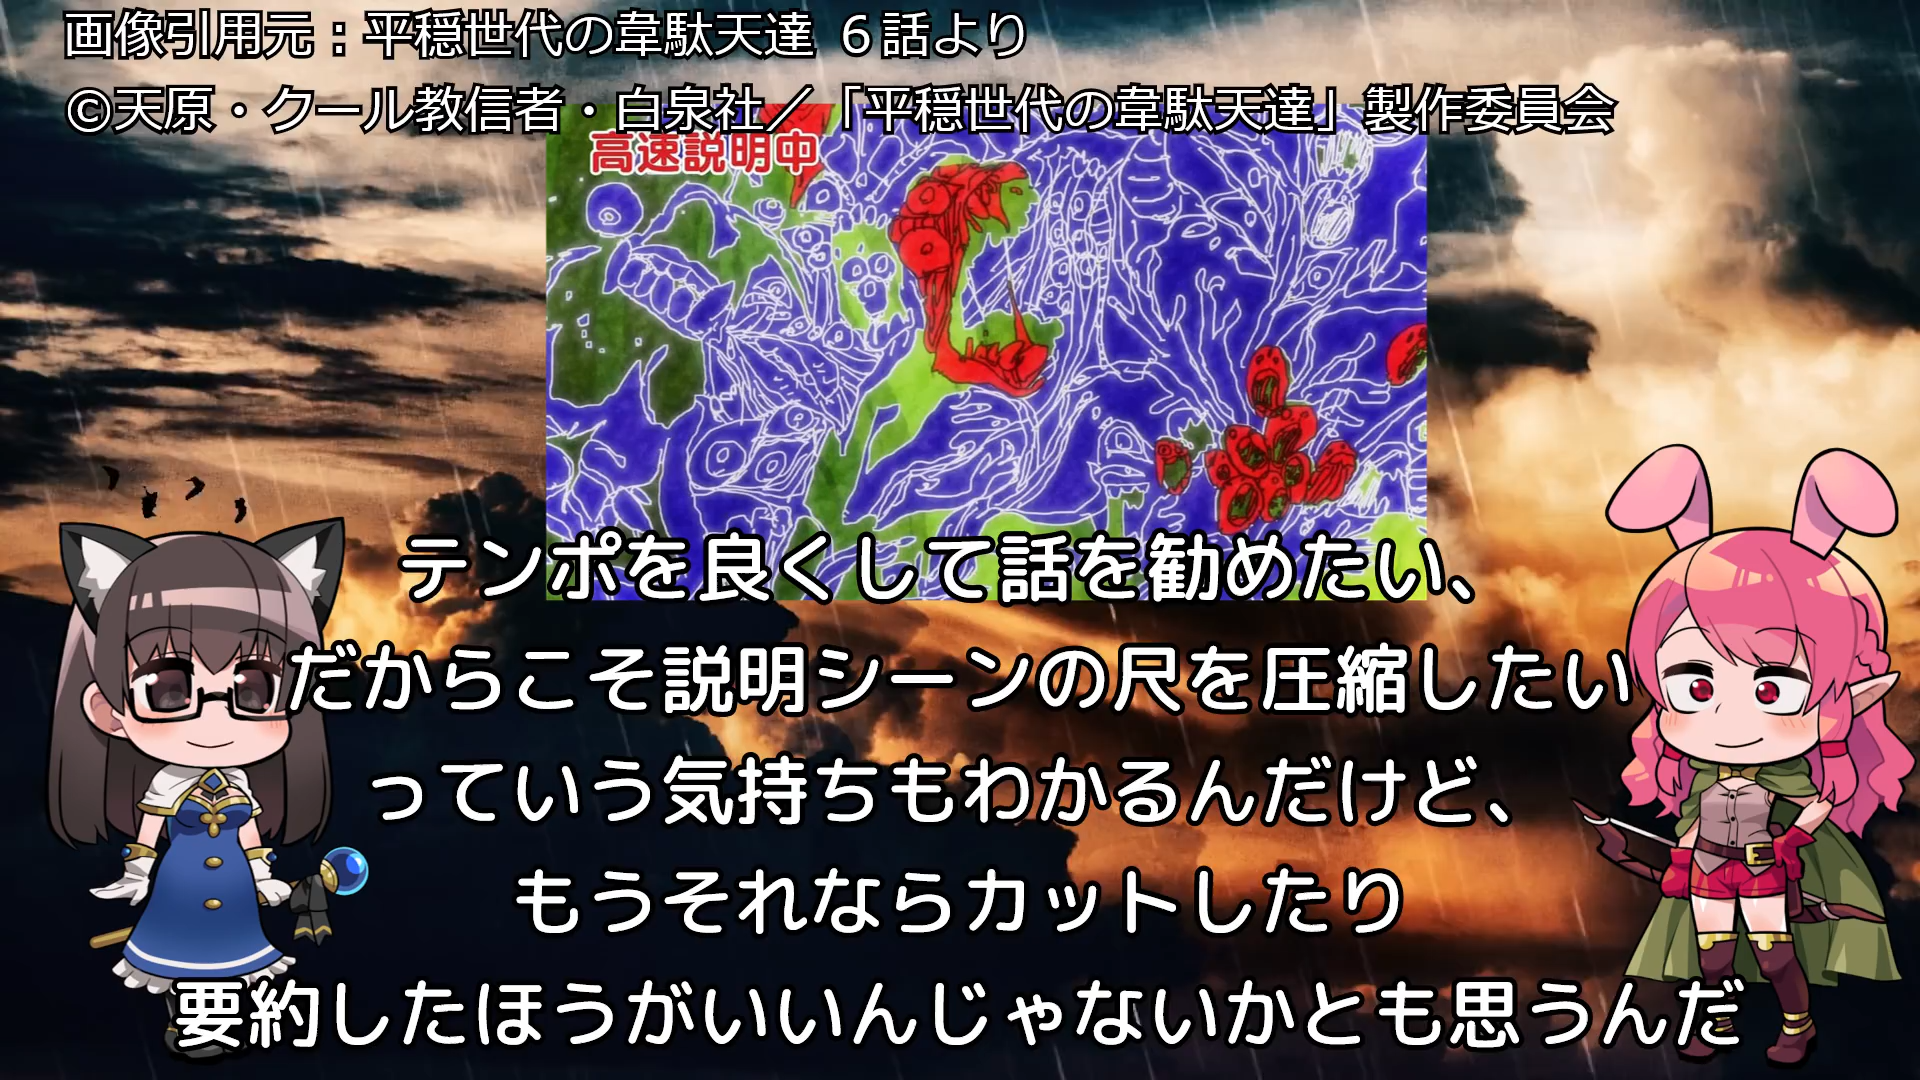 画像引用元：平穏世代の韋駄天達 ６話より
©天原・クール教信者・白泉社／「平穏世代の韋駄天達」製作委員会
高速説明中
テンポを良くして話を勧めたい、
だからこそ説明シーンの尺を圧縮したい
っていう気持ちもわかるんだけど、
もうそれならカットしたり
要約したほうがいいんじゃないかとも思うんだ